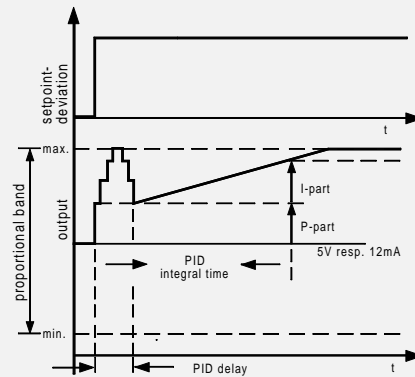 setpoint-
deviation
t
max.
proportional band
output
I-part
P-part
5V resp. 12mA
PID
integral time
min.
PID delay
t